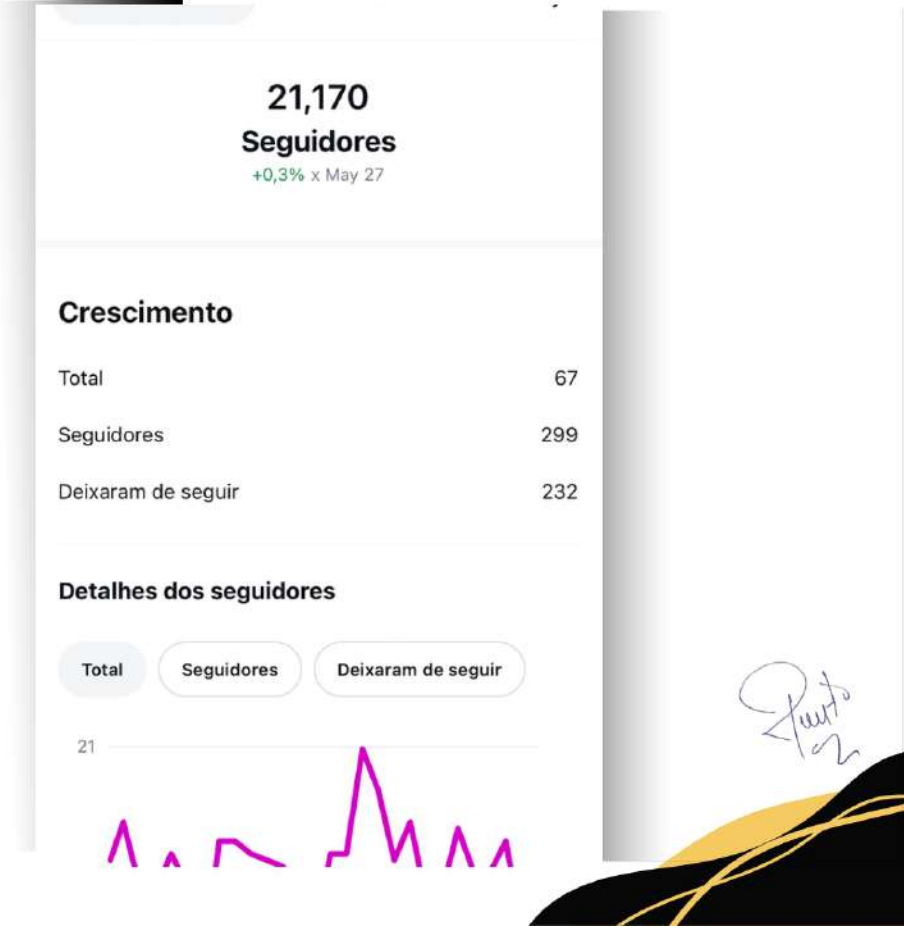 21,170
Seguidores
+0,3% x May 27
Crescimento
Total 67
Seguidores 299
Deixaram de seguir 232
Detalhes dos seguidores
Total Seguidores Deixaram de seguir
21